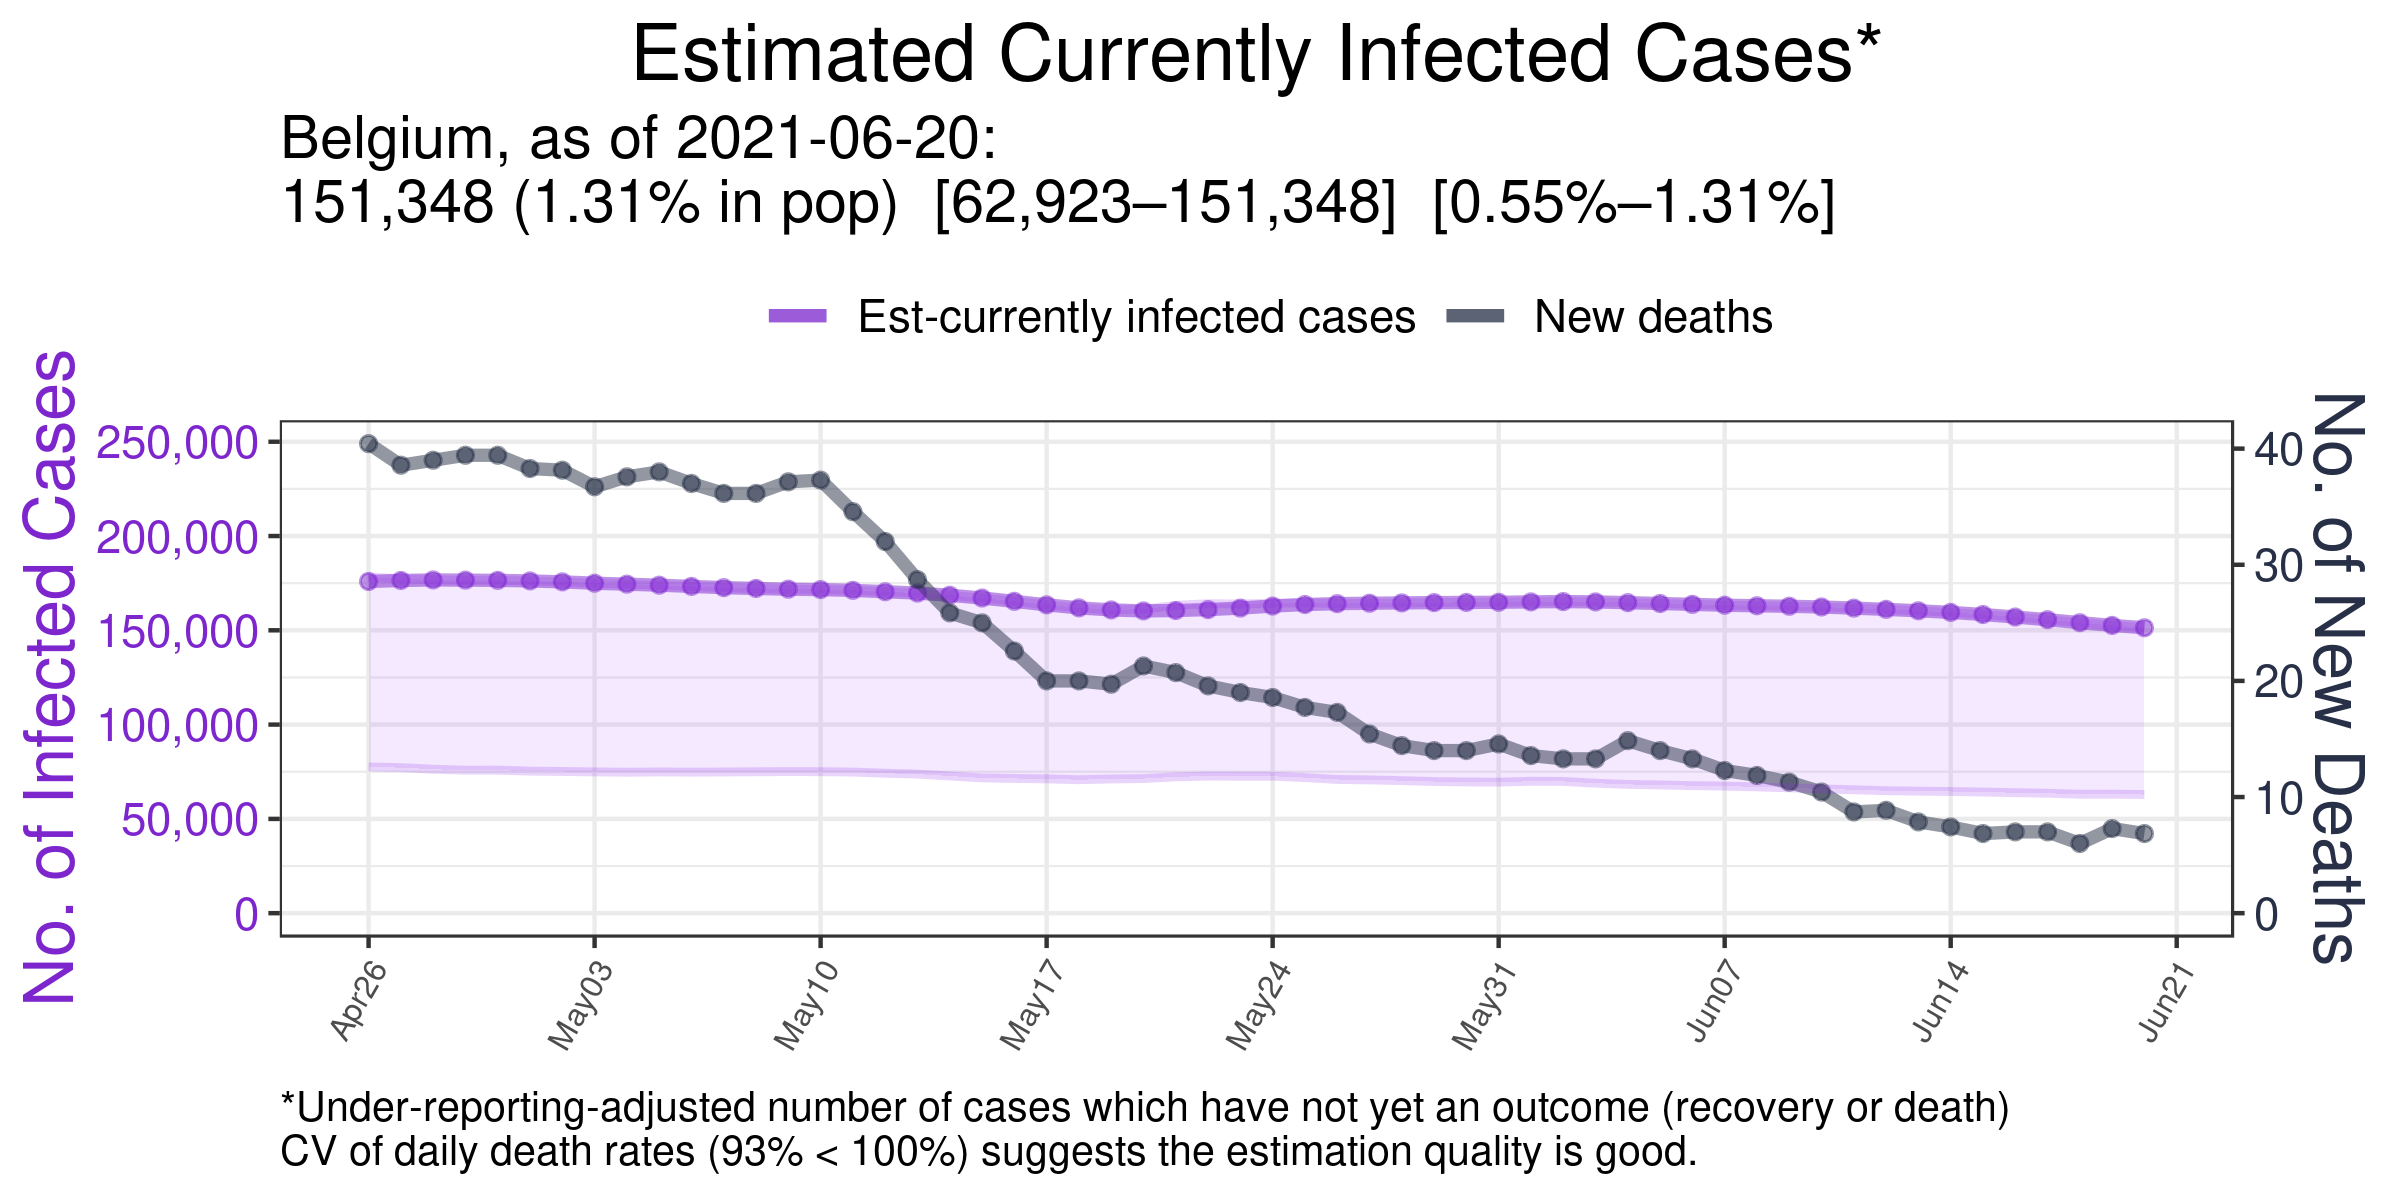 Estimated Currently Infected Cases*
Belgium, as of 2021-06-20:
151,348 (1.31% in pop)  [62,923–151,348]  [0.55%–1.31%]
Est-currently infected cases
New deaths
No. of Infected Cases
250,000
200,000
150,000
100,000
50,000
0
40
30
20
10
0
No. of New Deaths
Apr26
May03
May10
May17
May24
May31
Jun07
Jun14
Jun21
*Under-reporting-adjusted number of cases which have not yet an outcome (recovery or death)
CV of daily death rates (93% < 100%) suggests the estimation quality is good.